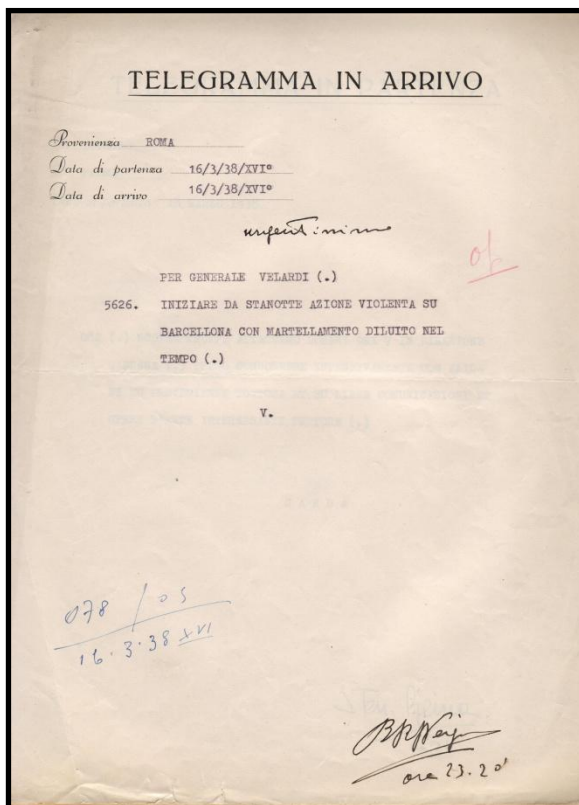 TELEGRAMMA IN ARRIVO
Provenienza ROMA
Data di partenza 16/3/38/XVI°
Data di arrivo 16/3/38/XVI°
urgentissimo
PER GENERALE VELARDI (.)
5626. INIZIARE DA STANOTTE AZIONE VIOLENTA SU
BARCELLONA CON MARTELLAMENTO DILUITO NEL
TEMPO (.)
V.
078 / 03
16.3.38 XVI
ore 23.20